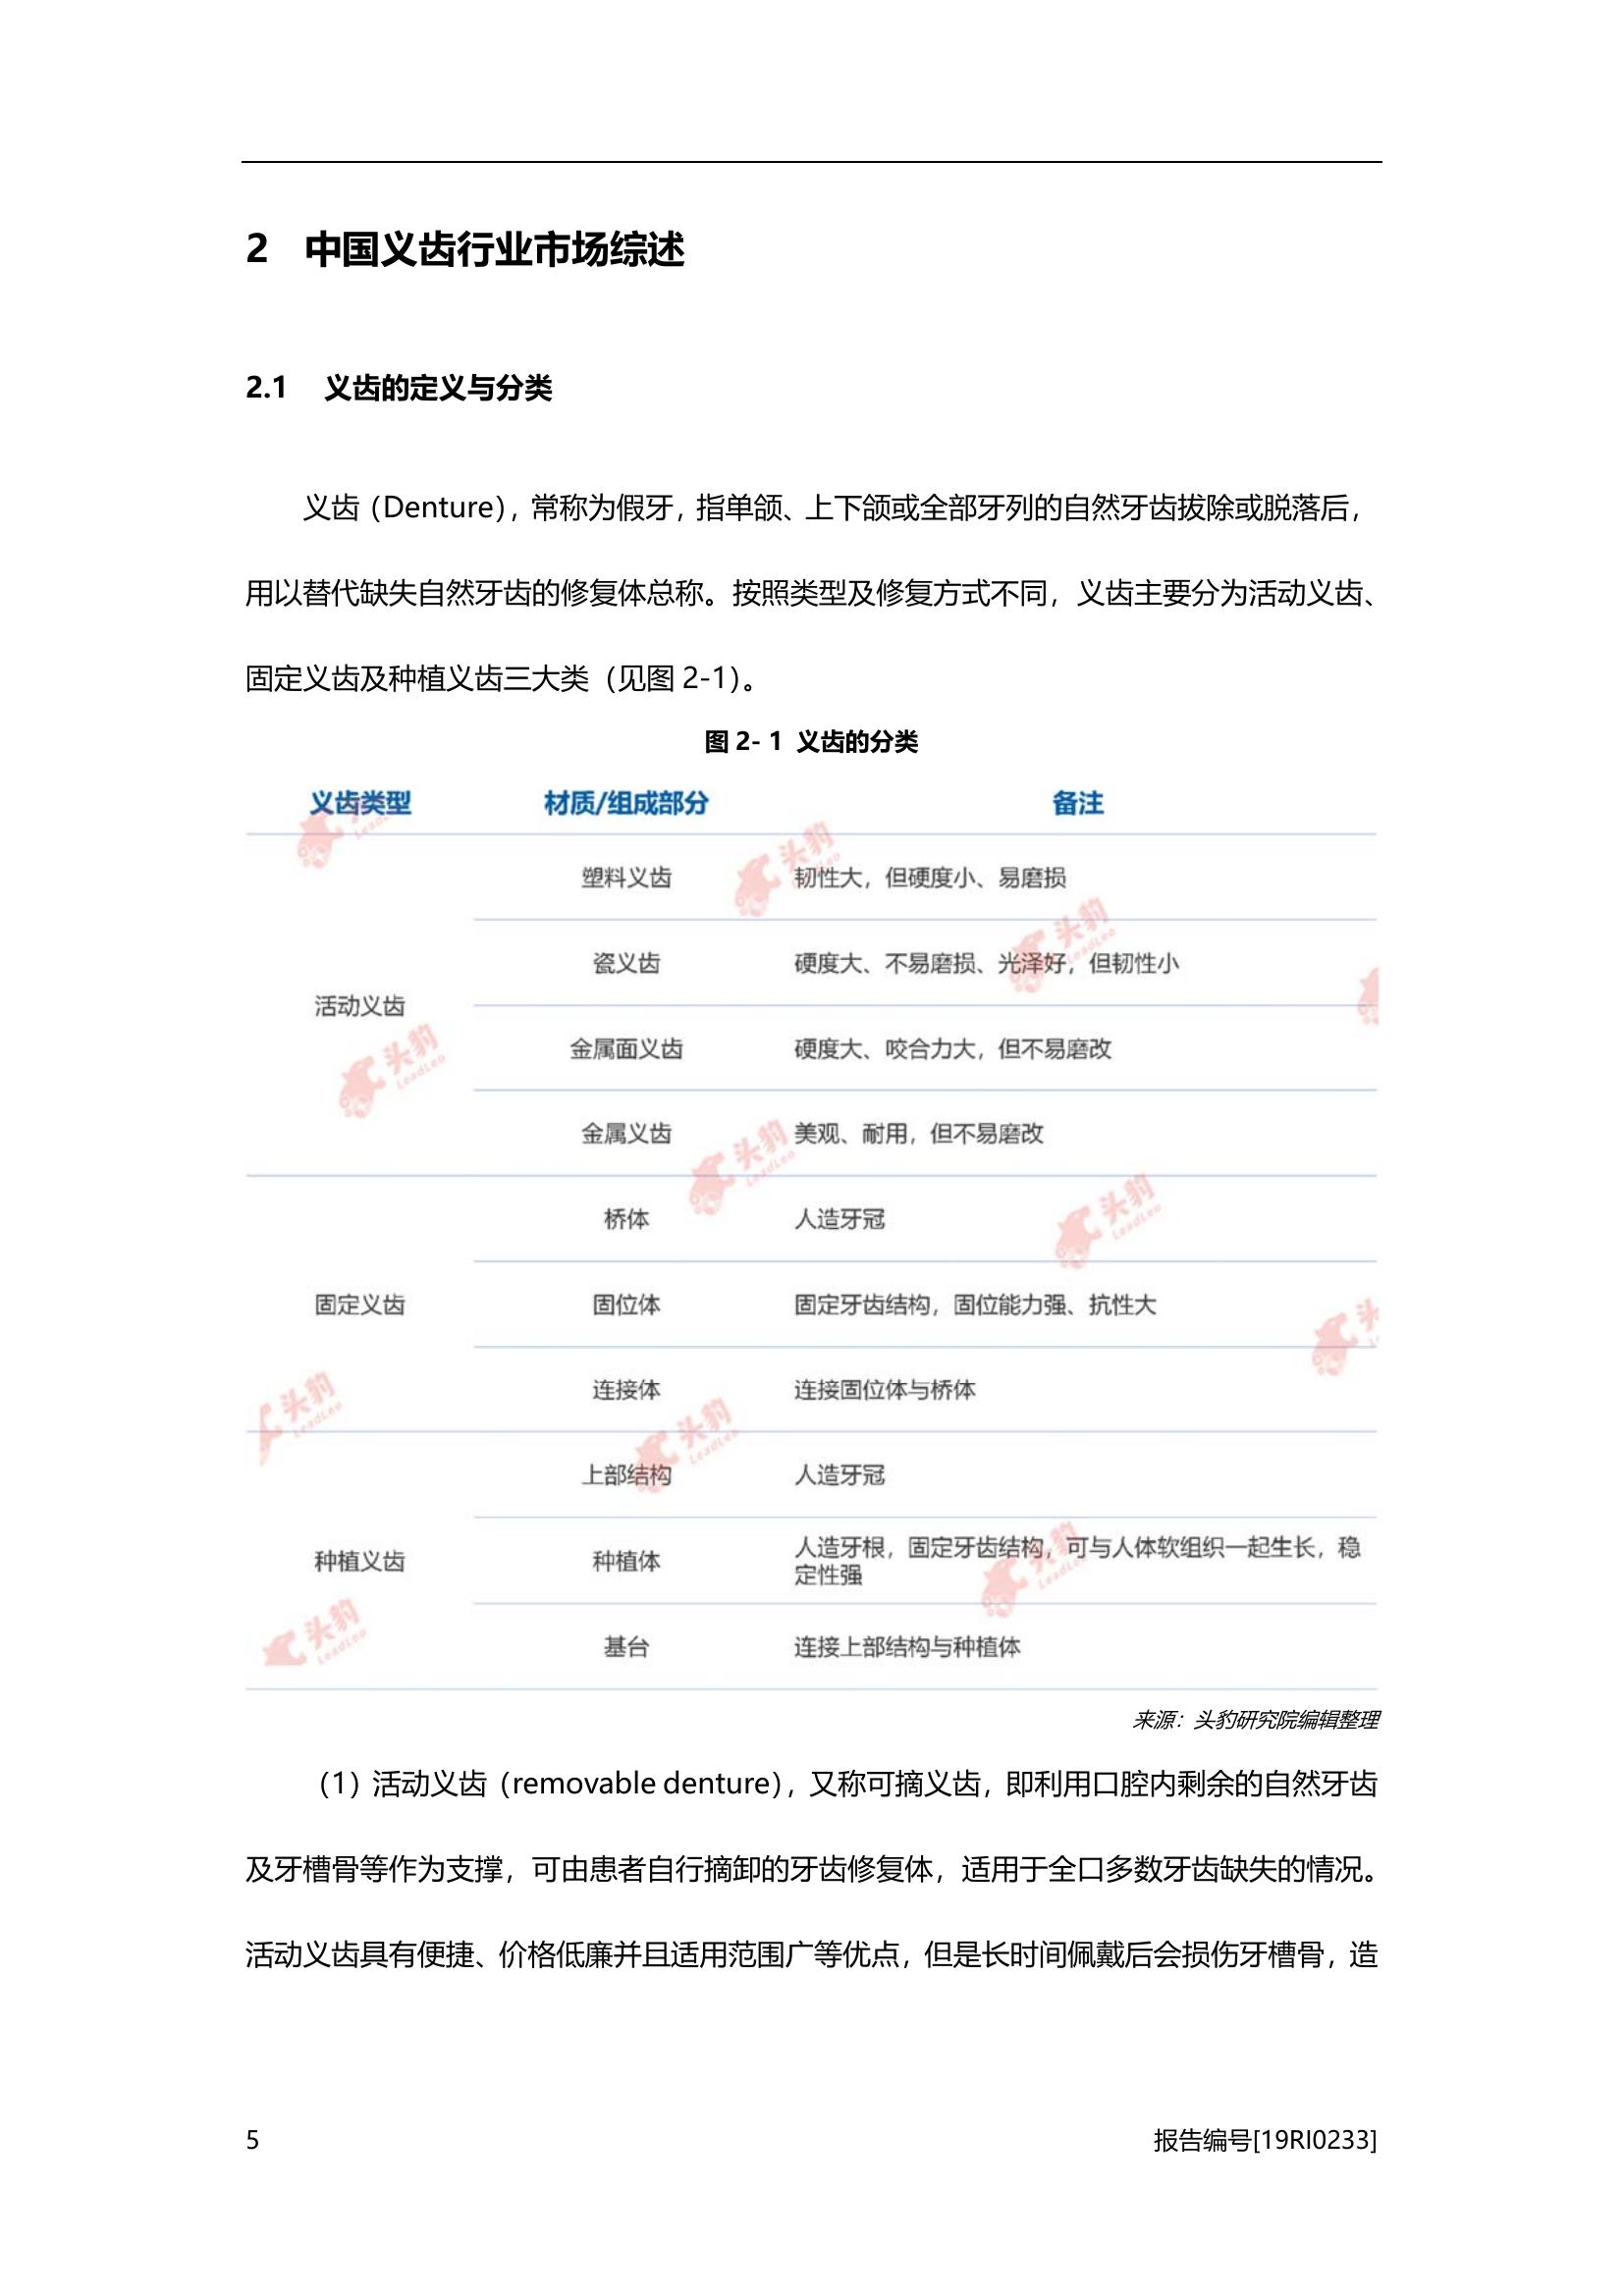 2 中国义齿行业市场综述
2.1 义齿的定义与分类
义齿（Denture），常称为假牙，指单颌、上下颌或全部牙列的自然牙齿拔除或脱落后，
用以替代缺失自然牙齿的修复体总称。按照类型及修复方式不同，义齿主要分为活动义齿、
固定义齿及种植义齿三大类（见图 2-1）。
图 2- 1 义齿的分类
义齿类型 材质/组成部分 备注
塑料义齿 韧性大，但硬度小、易磨损
瓷义齿 硬度大、不易磨损、光泽好，但韧性小
活动义齿
金属面义齿 硬度大、咬合力大，但不易磨改
金属义齿 美观、耐用，但不易磨改
桥体 人造牙冠
固定义齿 固位体 固定牙齿结构，固位能力强、抗性大
连接体 连接固位体与桥体
上部结构 人造牙冠
种植义齿 种植体 人造牙根，固定牙齿结构，可与人体软组织一起生长，稳
定性强
基台 连接上部结构与种植体
来源：头豹研究院编辑整理
（1）活动义齿（removable denture），又称可摘义齿，即利用口腔内剩余的自然牙齿
及牙槽骨等作为支撑，可由患者自行摘卸的牙齿修复体，适用于全口多数牙齿缺失的情况。
活动义齿具有便捷、价格低廉并且适用范围广等优点，但是长时间佩戴后会损伤牙槽骨，造
5 报告编号[19RI0233]
头豹
LeadLeo